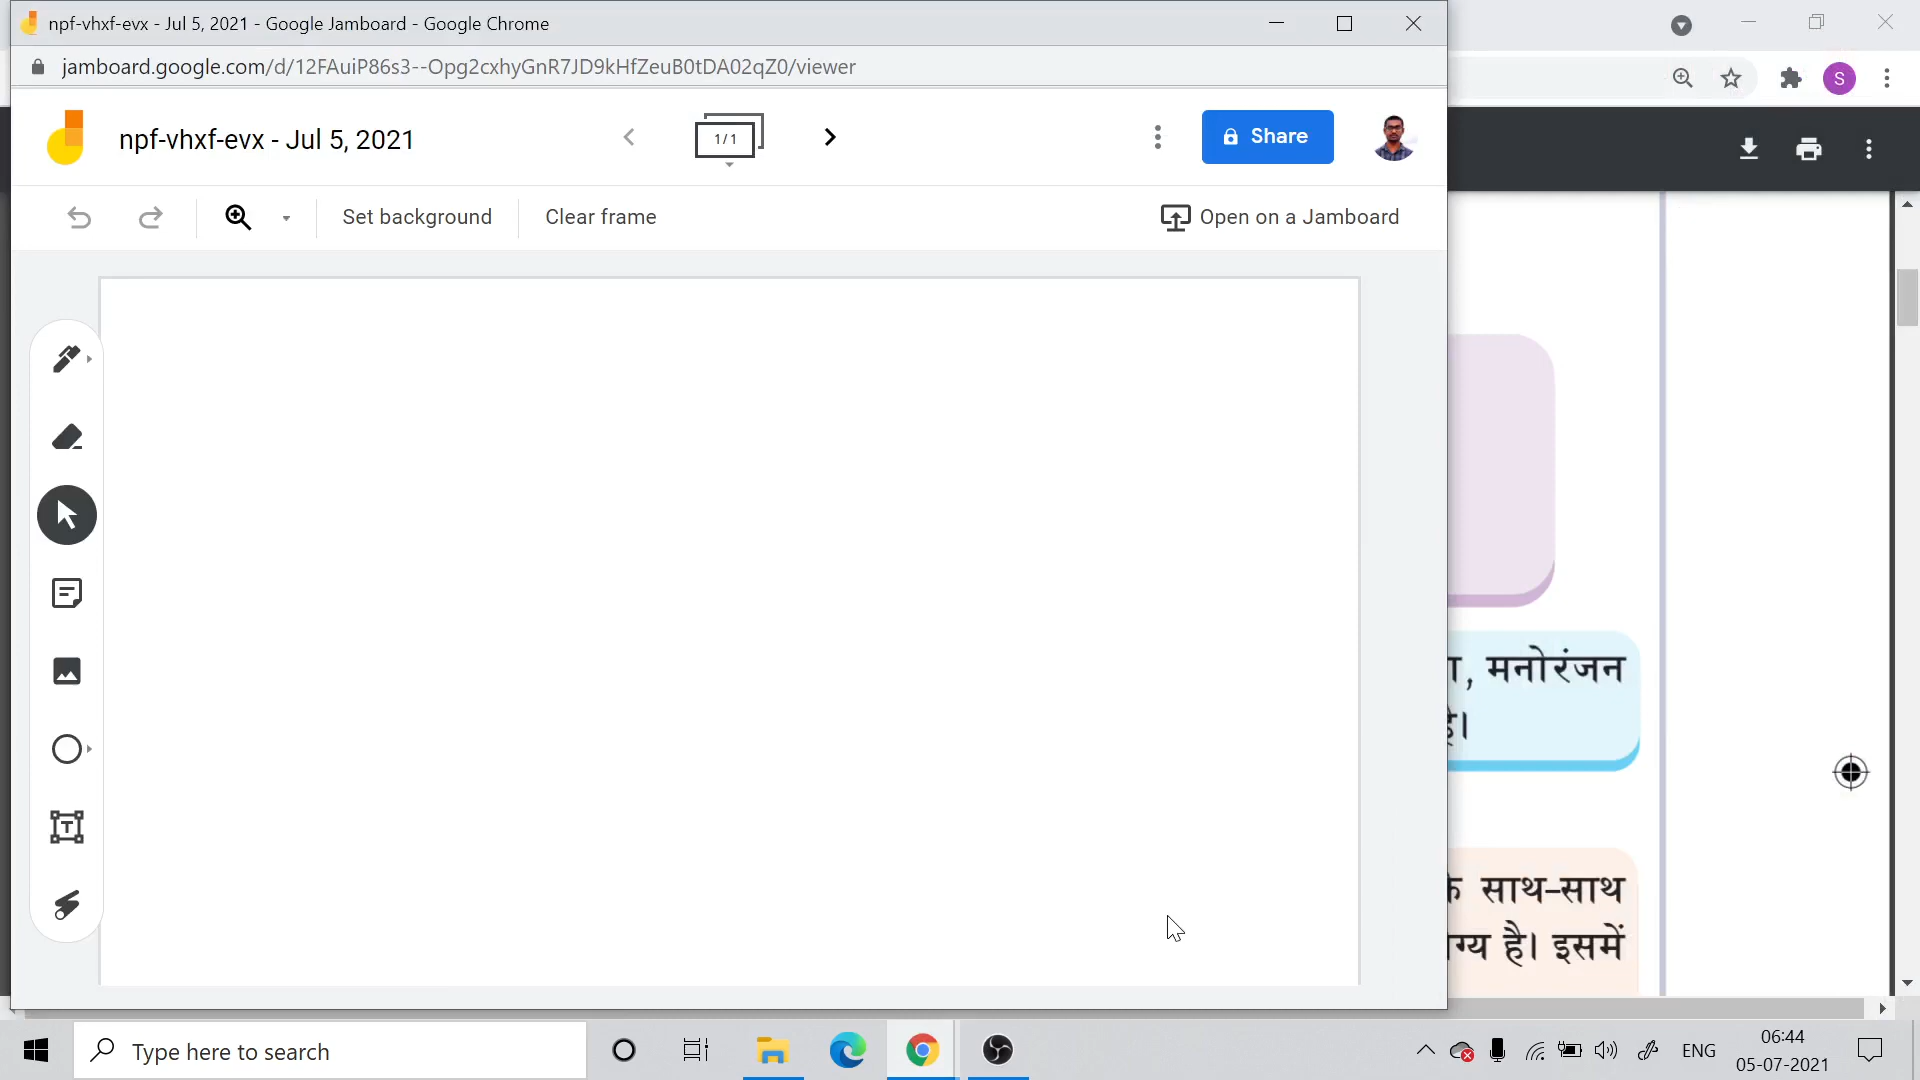 npf-vhxf-evx - Jul 5, 2021 - Google Jamboard - Google Chrome
jamboard.google.com/d/12FAuiP86s3--Opg2cxhyGnR7JD9kHfZeuB0tDA02qZ0/viewer
S
npf-vhxf-evx - Jul 5, 2021
1/1
Share
Set background
Clear frame
Open on a Jamboard
, मनोरंजन
है।
साथ-साथ
है। इसमें
Type here to search
ENG
06:44
05-07-2021